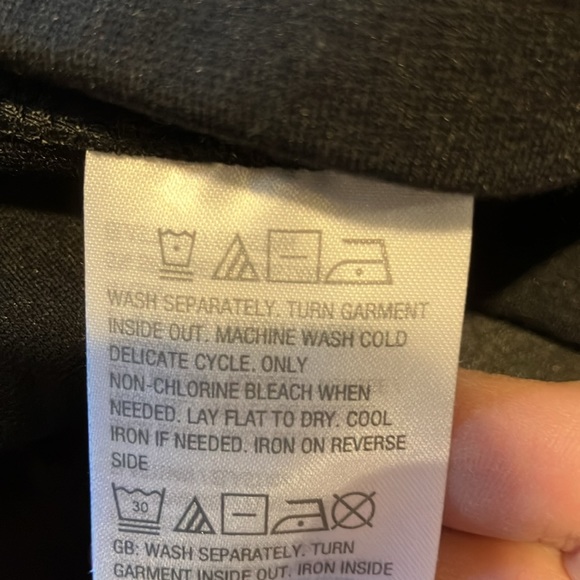 WASH SEPARATELY. TURN GARMENT
INSIDE OUT. MACHINE WASH COLD
DELICATE CYCLE. ONLY
NON-CHLORINE BLEACH WHEN
NEEDED. LAY FLAT TO DRY. COOL
IRON IF NEEDED. IRON ON REVERSE
SIDE
30
GB: WASH SEPARATELY. TURN
GARMENT INSIDE OUT. IRON INSIDE